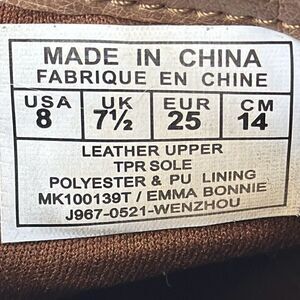 MADE IN CHINA
FABRIQUE EN CHINE
USA UK EUR CM
8 7½ 25 14
LEATHER UPPER
TPR SOLE
POLYESTER & PU LINING
MK100139T / EMMA BONNIE
J967-0521-WENZHOU